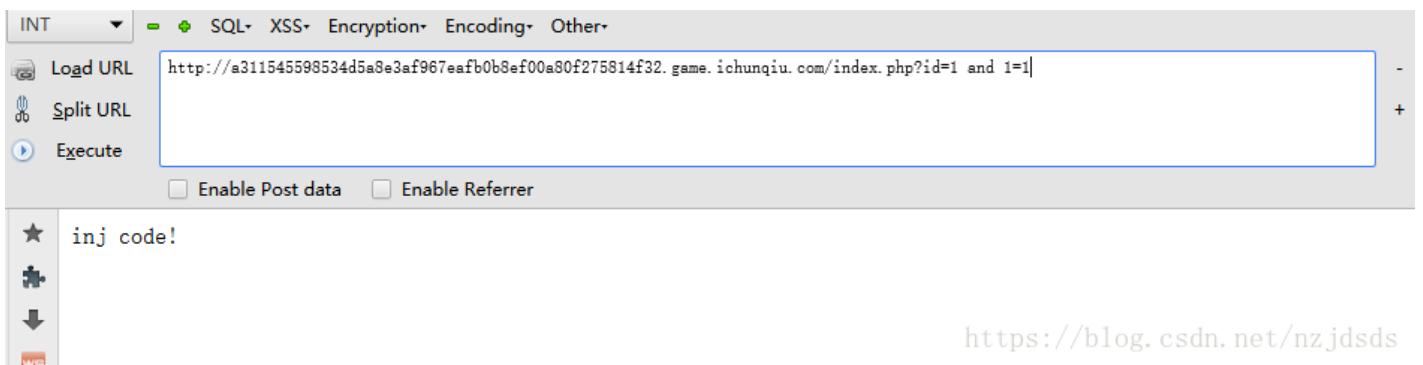 INT SQL XSS Encryption Encoding Other
Load URL http://a311545598534d5a8e3af967eafb0b8ef00a80f275814f32.game.ichunqiu.com/index.php?id=1 and 1=1 -
Split URL +
Execute
Enable Post data Enable Referrer
inj code!
https://blog.csdn.net/nzjdsds